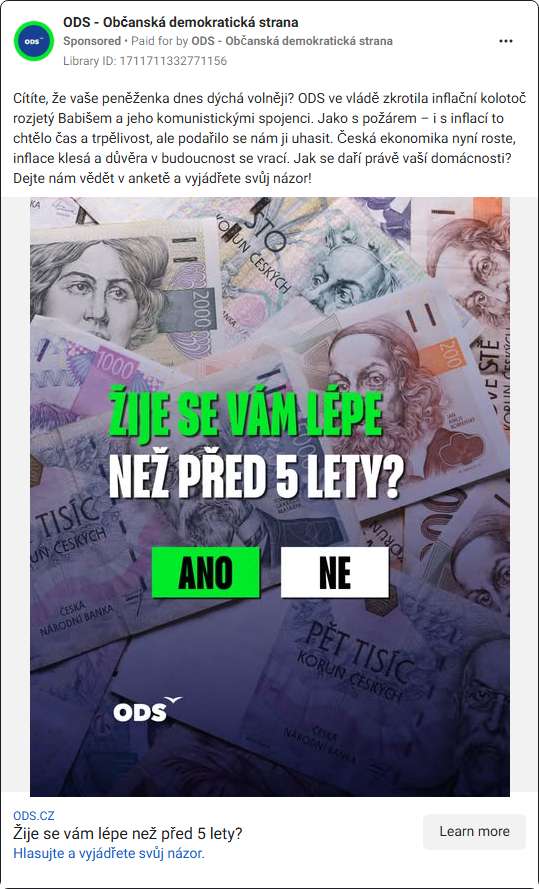 ODS - Občanská demokratická strana
Sponsored • Paid for by ODS - Občanská demokratická strana
Library ID: 1711711332771156
Cítíte, že vaše peněženka dnes dýchá volněji? ODS ve vládě zkrotila inflační kolotoč
rozjetý Babišem a jeho komunistickými spojenci. Jako s požárem – i s inflací to
chtělo čas a trpělivost, ale podařilo se nám ji uhasit. Česká ekonomika nyní roste,
inflace klesá a důvěra v budoucnost se vrací. Jak se daří právě vaší domácnosti?
Dejte nám vědět v anketě a vyjádřete svůj názor!
STO
KORUN ČESKÝCH
2000
1000
200
JAN
AMOS
KOMENSKÝ
TISÍC
KORUN ČESKÝCH
ČESKÁ
NÁRODNÍ BANKA
ŽIJE SE VÁM LÉPE
NEŽ PŘED 5 LETY?
ANO
NE
PĚT TISÍC
KORUN ČESKÝCH
ČESKÁ
NÁRODNÍ BANKA
ODS
ODS.CZ
Žije se vám lépe než před 5 lety?
Hlasujte a vyjádřete svůj názor.
Learn more